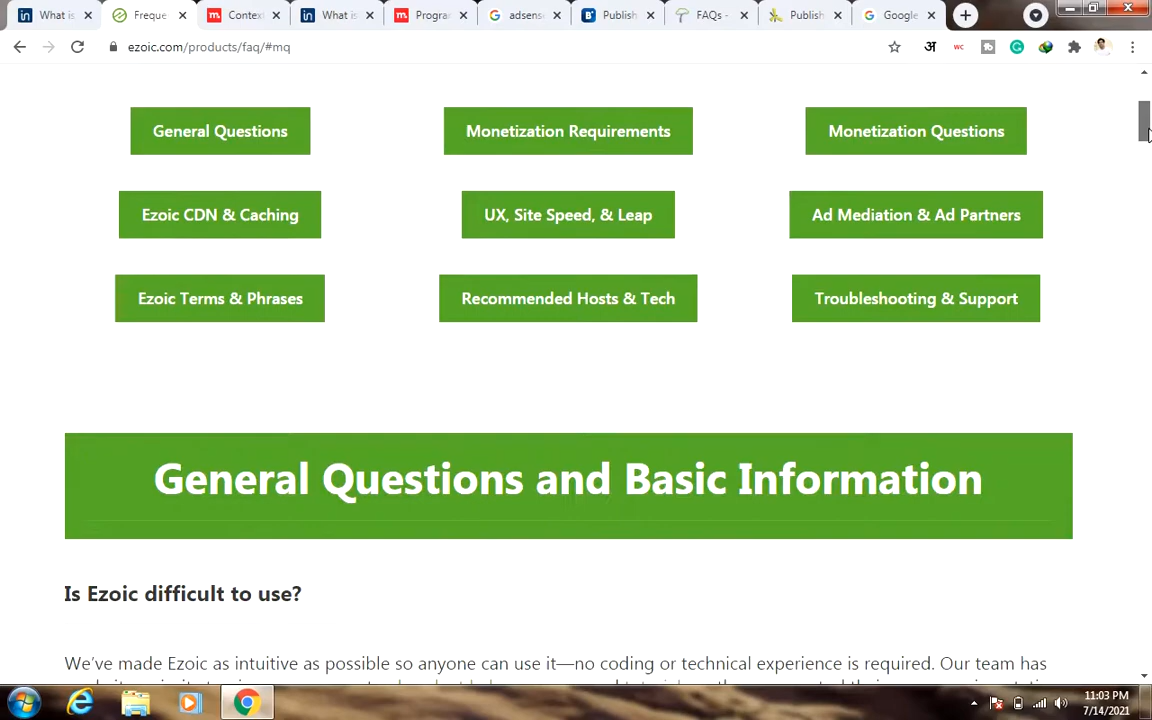 What is
Freque
Contex
What is
Progran
adsens
Publish
FAQs -
Publish
Google
ezoic.com/products/faq/#mq
अ
WC
General Questions
Monetization Requirements
Monetization Questions
Ezoic CDN & Caching
UX, Site Speed, & Leap
Ad Mediation & Ad Partners
Ezoic Terms & Phrases
Recommended Hosts & Tech
Troubleshooting & Support
General Questions and Basic Information
Is Ezoic difficult to use?
We've made Ezoic as intuitive as possible so anyone can use it—no coding or technical experience is required. Our team has
11:03 PM
7/14/2021